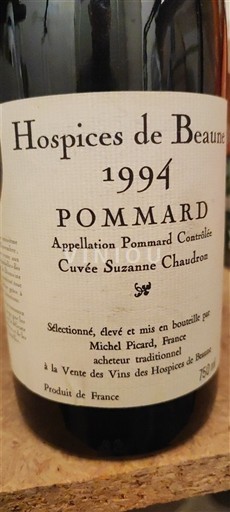 Hospices de Beaune
1994
POMMARD
Appellation Pommard Contrôlée
VINIOU
Cuvée Suzanne Chaudron
Sélectionné, élevé et mis en bouteille par
Michel Picard, France
acheteur traditionnel
à la Vente des Vins des Hospices de Beaune
Produit de France
750 ml